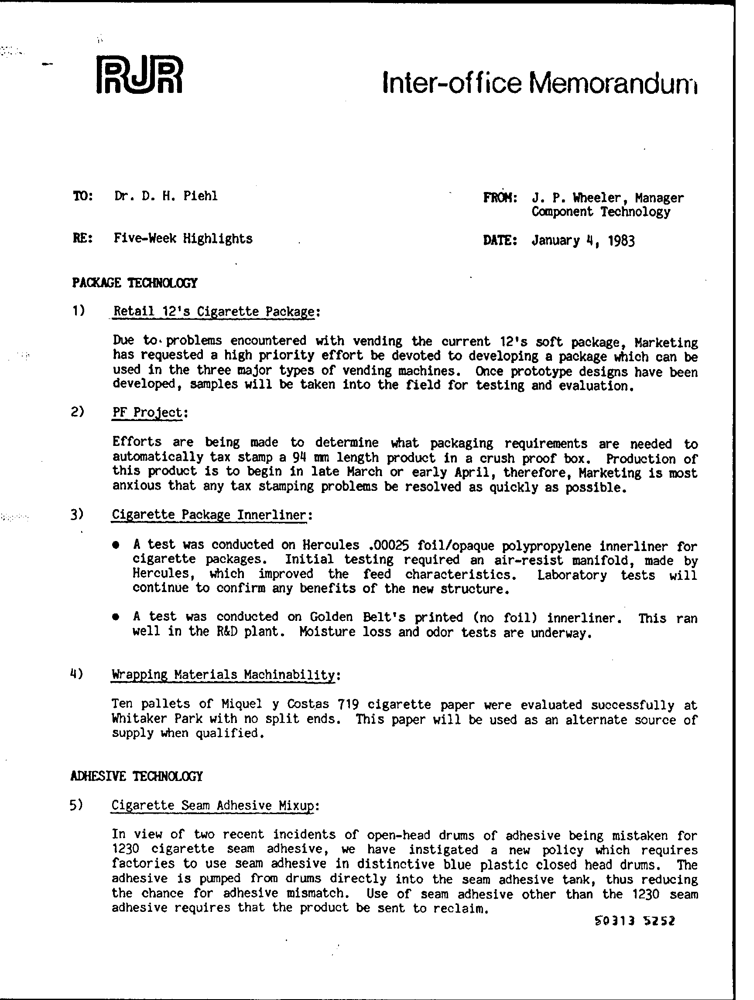 RJR
Inter-office Memorandum
TO: Dr. D. H. Piehl
FROM: J. P. Wheeler, Manager
Component Technology
RE: Five-Week Highlights
DATE: January 4, 1983
PACKAGE TECHNOLOGY
1) Retail 12's Cigarette Package:
Due to problems encountered with vending the current 12's soft package, Marketing
has requested a high priority effort be devoted to developing a package which can be
used in the three major types of vending machines. Once prototype designs have been
developed, samples will be taken into the field for testing and evaluation.
2) PF Project:
Efforts are being made to determine what packaging requirements are needed to
automatically tax stamp a 94 mm length product in a crush proof box. Production of
this product is to begin in late March or early April, therefore, Marketing is most
anxious that any tax stamping problems be resolved as quickly as possible.
3) Cigarette Package Innerliner:
● A test was conducted on Hercules .00025 foil/opaque polypropylene innerliner for
cigarette packages. Initial testing required an air-resist manifold, made by
Hercules, which improved the feed characteristics. Laboratory tests will
continue to confirm any benefits of the new structure.
● A test was conducted on Golden Belt's printed (no foil) innerliner. This ran
well in the R&D plant. Moisture loss and odor tests are underway.
4) Wrapping Materials Machinability:
Ten pallets of Miquel y Costas 719 cigarette paper were evaluated successfully at
Whitaker Park with no split ends. This paper will be used as an alternate source of
supply when qualified.
ADHESIVE TECHNOLOGY
5) Cigarette Seam Adhesive Mixup:
In view of two recent incidents of open-head drums of adhesive being mistaken for
1230 cigarette seam adhesive, we have instigated a new policy which requires
factories to use seam adhesive in distinctive blue plastic closed head drums. The
adhesive is pumped from drums directly into the seam adhesive tank, thus reducing
the chance for adhesive mismatch. Use of seam adhesive other than the 1230 seam
adhesive requires that the product be sent to reclaim.
50313 5252